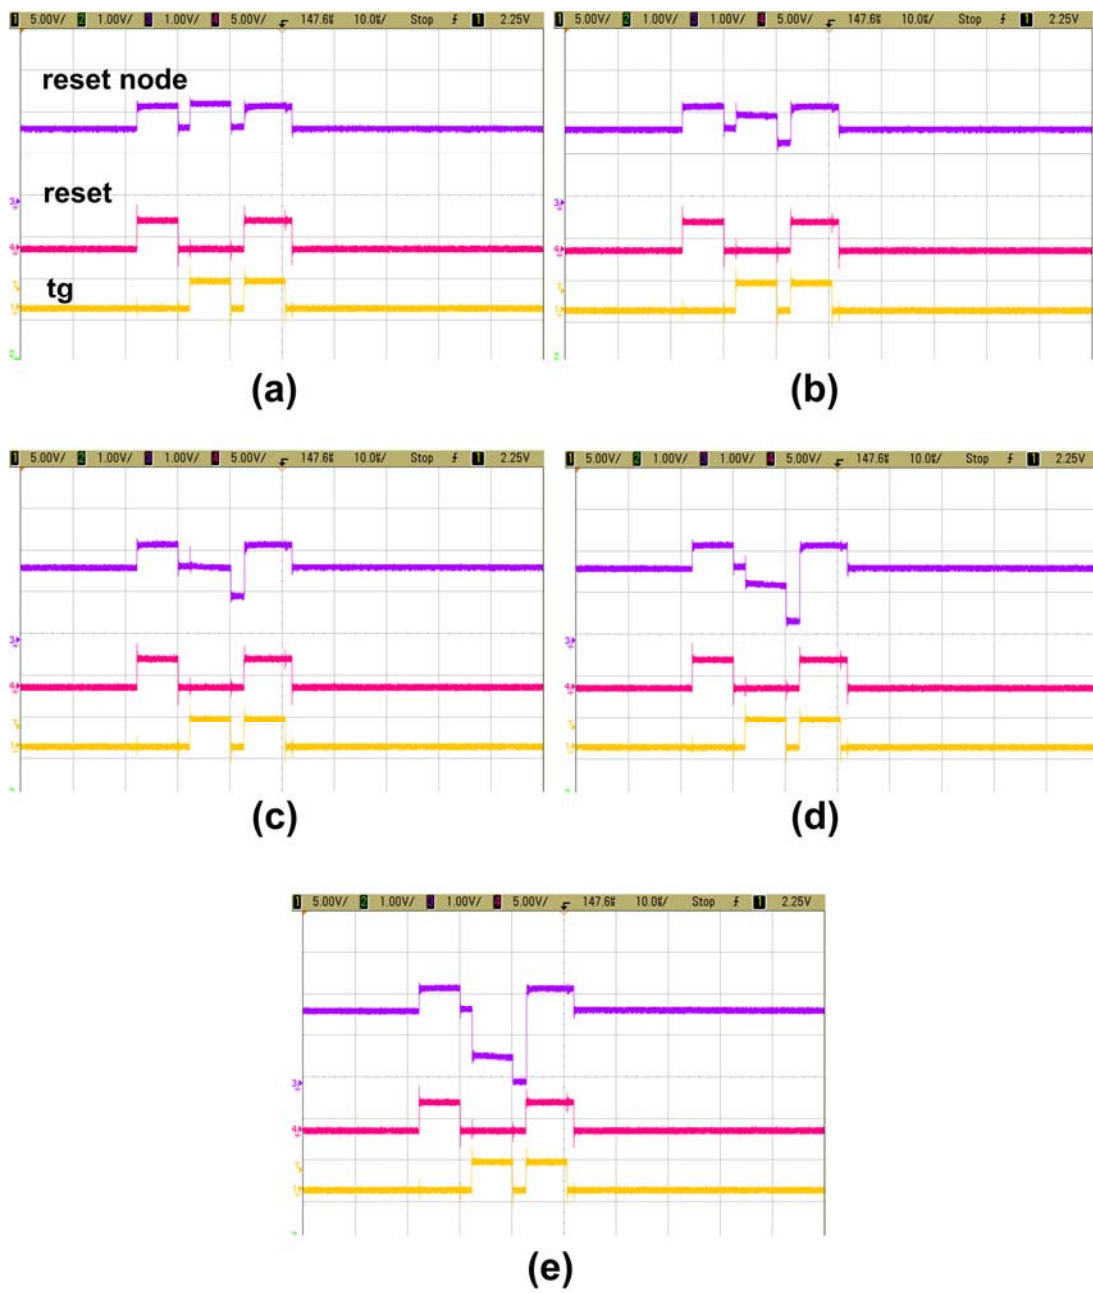 1 5.00V/ 2 1.00V/ 3 1.00V/ 4 5.00V/ 147.6% 10.0%/ Stop 1 2.25V
1 5.00V/ 2 1.00V/ 3 1.00V/ 4 5.00V/ 147.6% 10.0%/ Stop 1 2.25V
reset node
reset
tg
(a)
(b)
1 5.00V/ 2 1.00V/ 3 1.00V/ 4 5.00V/ 147.6% 10.0%/ Stop 1 2.25V
1 5.00V/ 2 1.00V/ 3 1.00V/ 4 5.00V/ 147.6% 10.0%/ Stop 1 2.25V
(c)
(d)
1 5.00V/ 2 1.00V/ 3 1.00V/ 4 5.00V/ 147.6% 10.0%/ Stop 1 2.25V
(e)